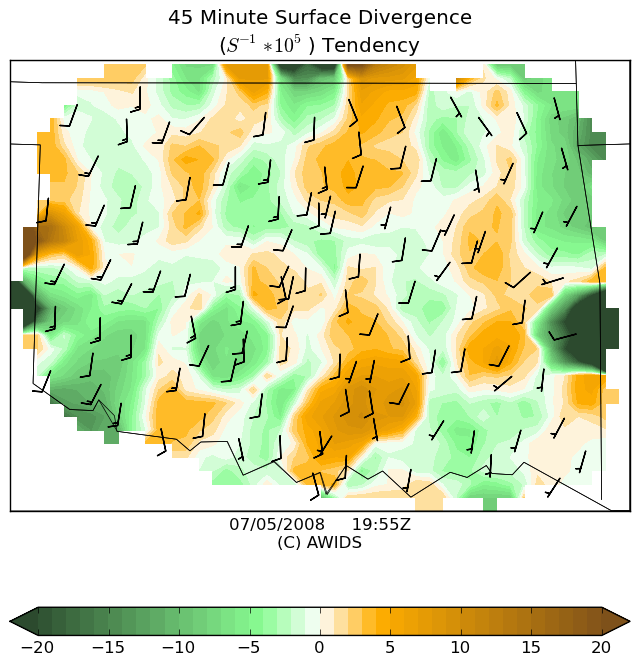 45 Minute Surface Divergence
(S⁻¹ *10⁵ ) Tendency
07/05/2008 19:55Z
(C) AWIDS
−20 −15 −10 −5 0 5 10 15 20